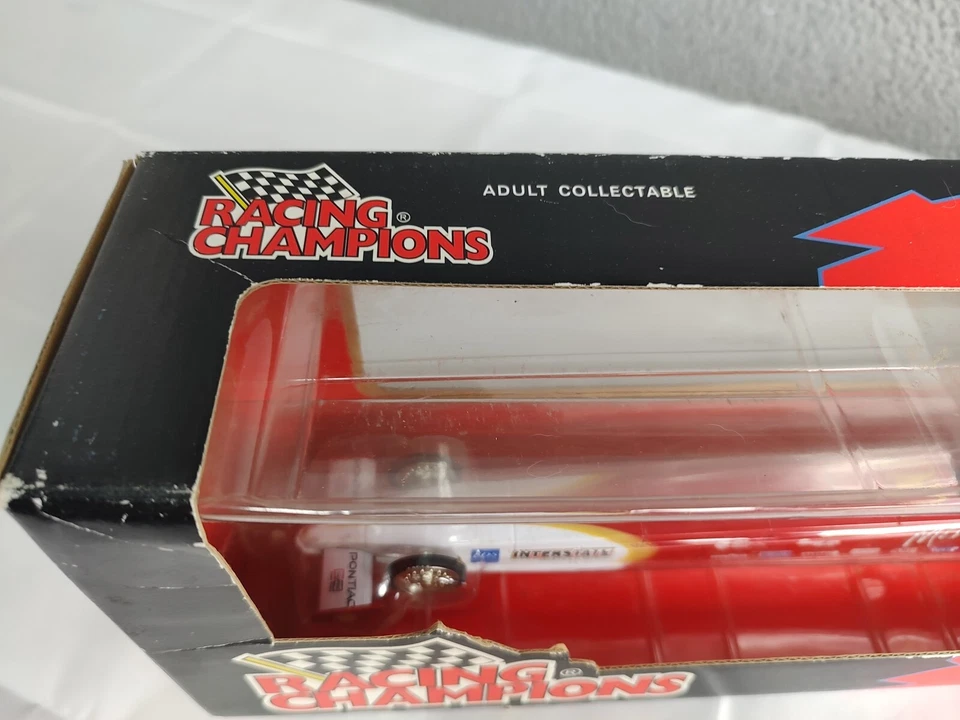 RACING
CHAMPIONS®
ADULT COLLECTABLE
INTERSTATE
PONTIAC
RACING®
CHAMPIONS